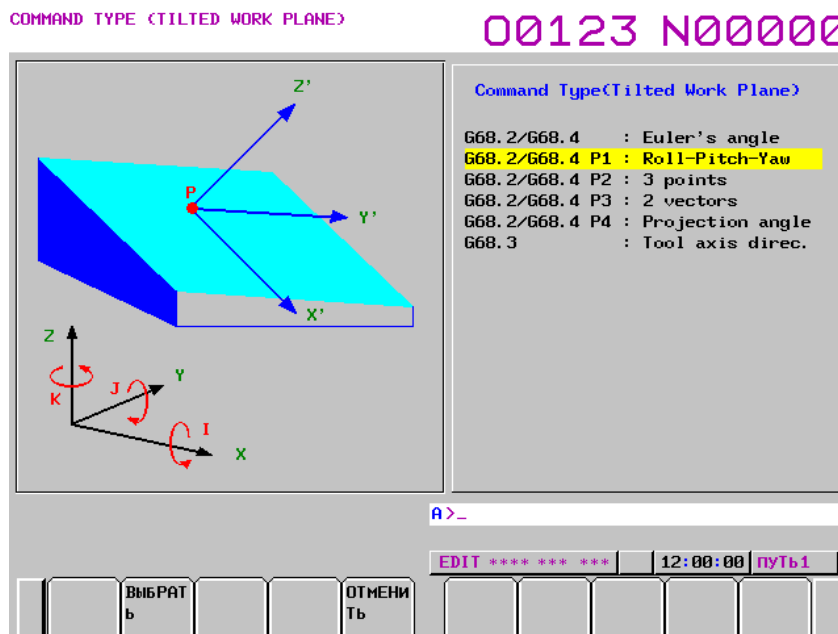 COMMAND TYPE (TILTED WORK PLANE)
O0123 N00000
Z'
P
Y'
X'
Z
Y
J
K
I
X
Command Type(Tilted Work Plane)
G68.2/G68.4 : Euler's angle
G68.2/G68.4 P1 : Roll-Pitch-Yaw
G68.2/G68.4 P2 : 3 points
G68.2/G68.4 P3 : 2 vectors
G68.2/G68.4 P4 : Projection angle
G68.3 : Tool axis direc.
A>_
EDIT **** *** ***
12:00:00
ПУТЬ1
ВЫБРАТ
Ь
ОТМЕНИ
ТЬ